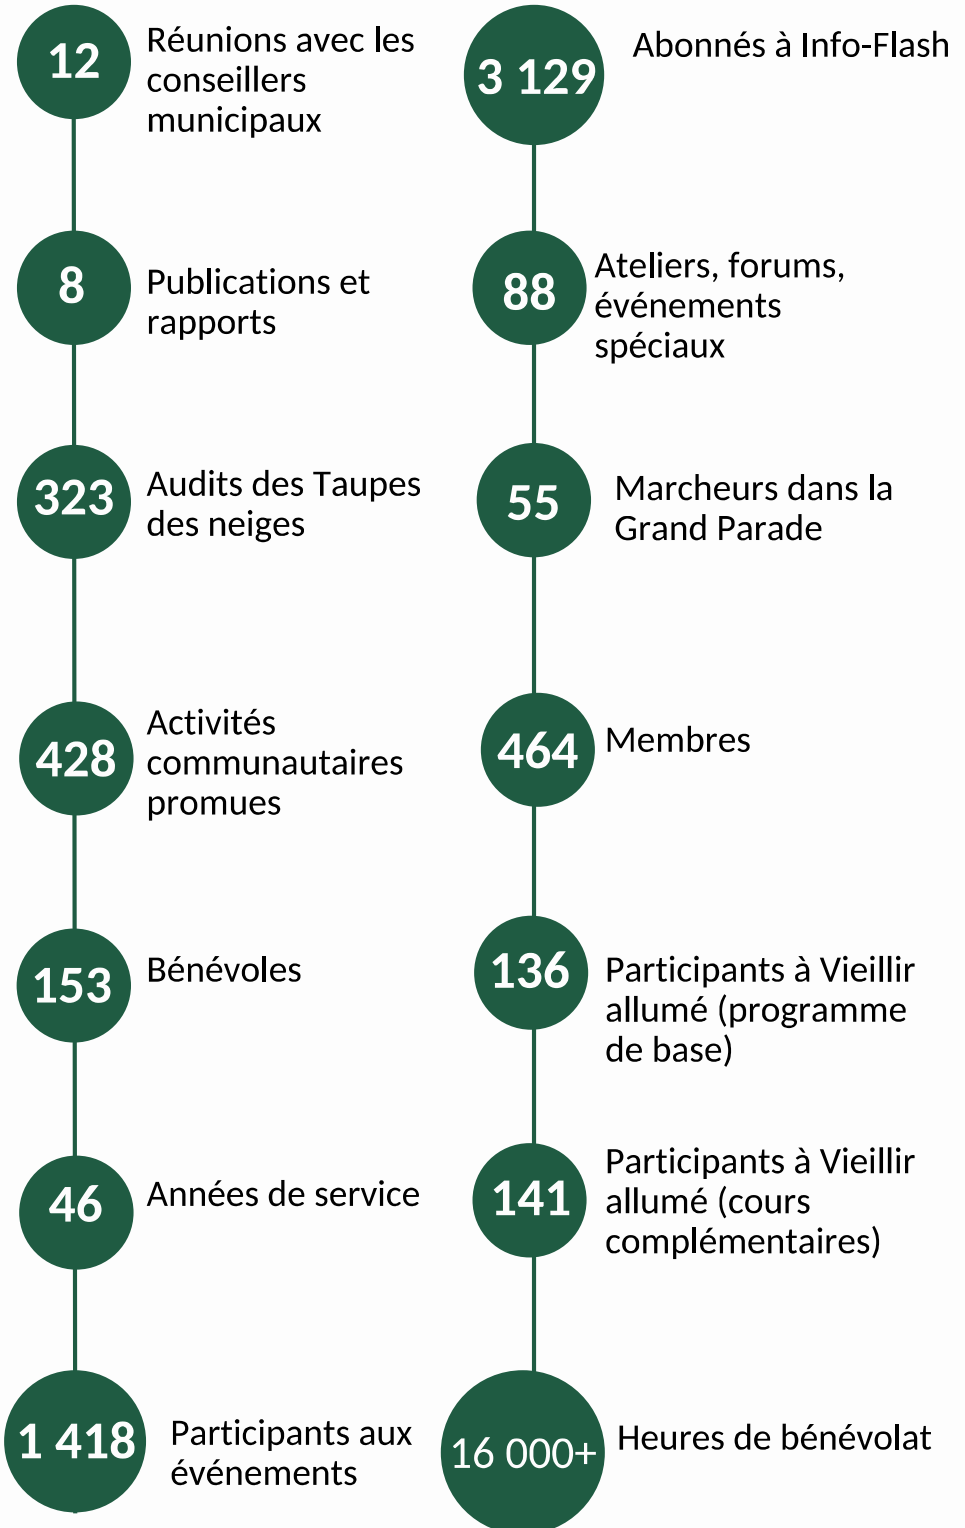 12
Réunions avec les
conseillers
municipaux
8
Publications et
rapports
323
Audits des Taupes
des neiges
428
Activités
communautaires
promues
153
Bénévoles
46
Années de service
1 418
Participants aux
événements
3 129
Abonnés à Info-Flash
88
Ateliers, forums,
événements
spéciaux
55
Marcheurs dans la
Grand Parade
464
Membres
136
Participants à Vieillir
allumé (programme
de base)
141
Participants à Vieillir
allumé (cours
complémentaires)
16 000+
Heures de bénévolat